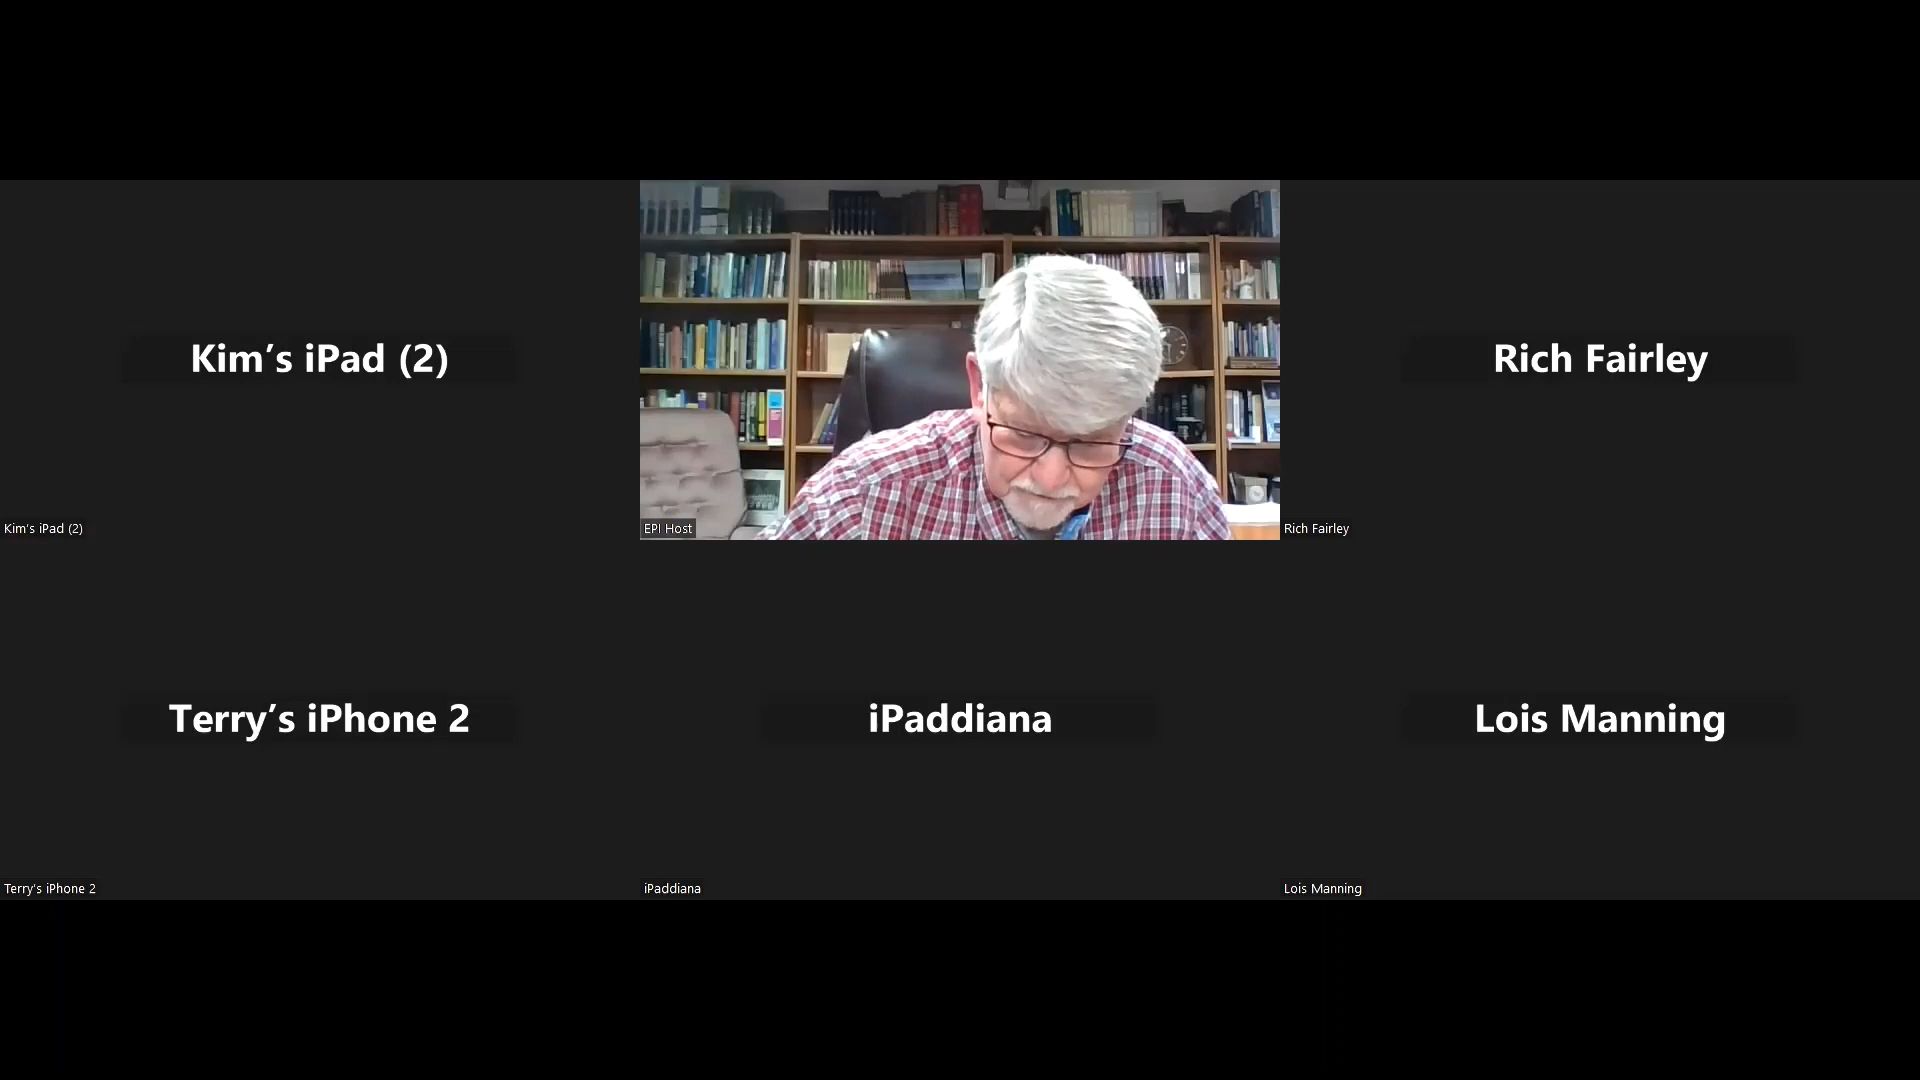 Kim’s iPad (2)
Rich Fairley
Kim's iPad (2)
EPI Host
Rich Fairley
Terry’s iPhone 2
iPaddiana
Lois Manning
Terry's iPhone 2
iPaddiana
Lois Manning